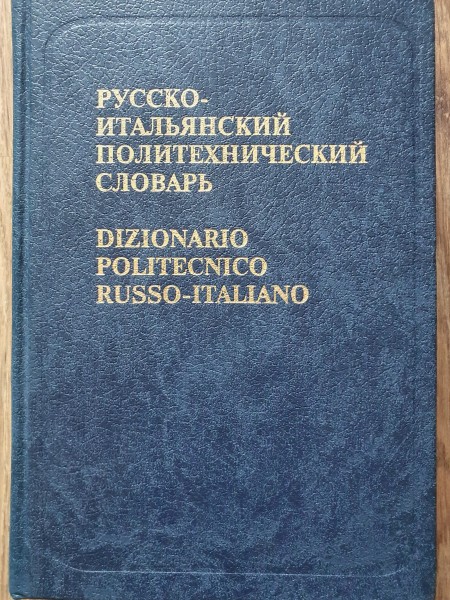 РУССКО-
ИТАЛЬЯНСКИЙ
ПОЛИТЕХНИЧЕСКИЙ
СЛОВАРЬ
DIZIONARIO
POLITECNICO
RUSSO-ITALIANO